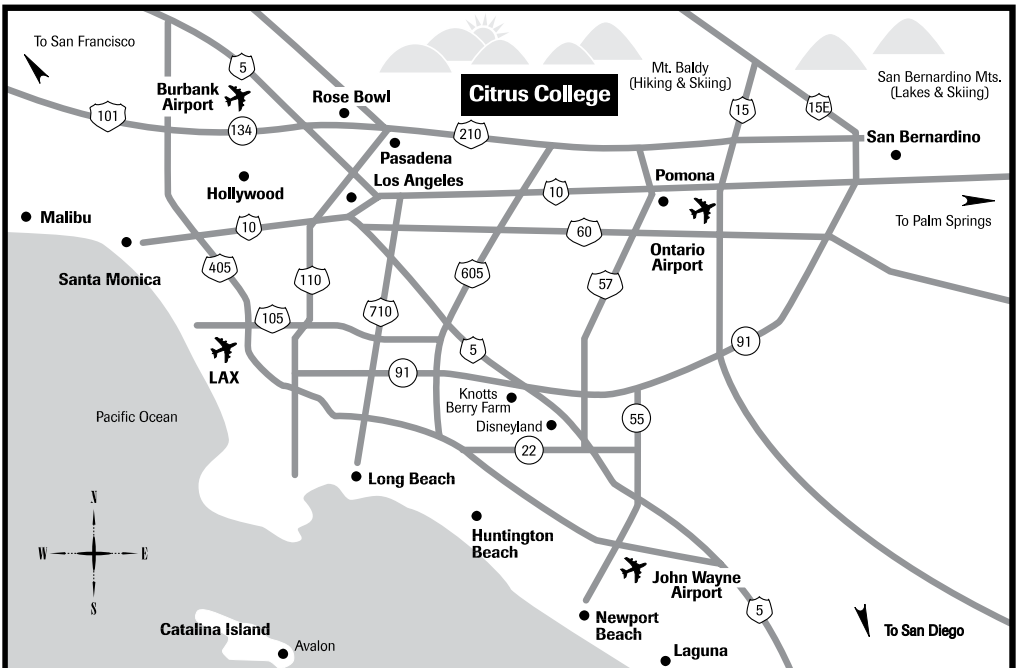 To San Francisco
5
Burbank
Airport
101
134
Rose Bowl
Citrus College
210
Mt. Baldy
(Hiking & Skiing)
15
15E
San Bernardino Mts.
(Lakes & Skiing)
San Bernardino
Pasadena
Los Angeles
Hollywood
10
Pomona
Malibu
10
60
To Palm Springs
Ontario
Airport
Santa Monica
405
110
710
605
57
105
5
91
LAX
91
Knotts
Berry Farm
Disneyland
55
22
Pacific Ocean
Long Beach
Huntington
Beach
N
W
E
S
John Wayne
Airport
5
Newport
Beach
To San Diego
Catalina Island
Avalon
Laguna